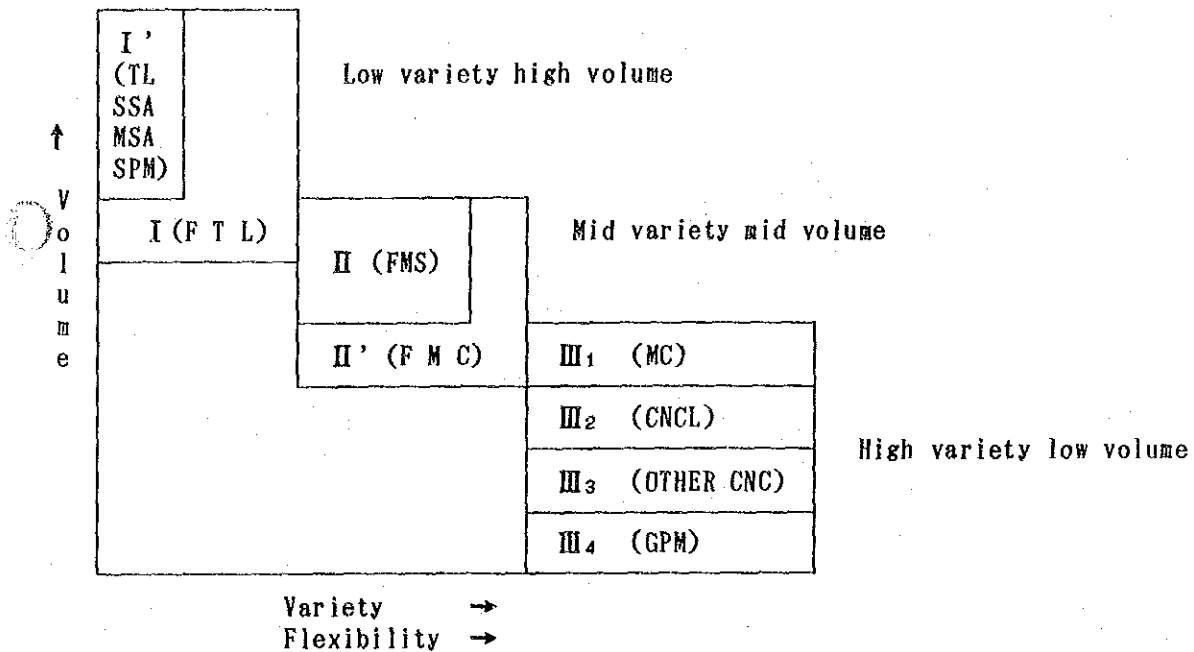 I'
(TL
SSA
MSA
SPM)
Low variety high volume
↑
Volume
I (F T L)
II (FMS)
Mid variety mid volume
II' (F M C)
III₁ (MC)
III₂ (CNCL)
III₃ (OTHER CNC)
III₄ (GPM)
High variety low volume
Variety →
Flexibility →